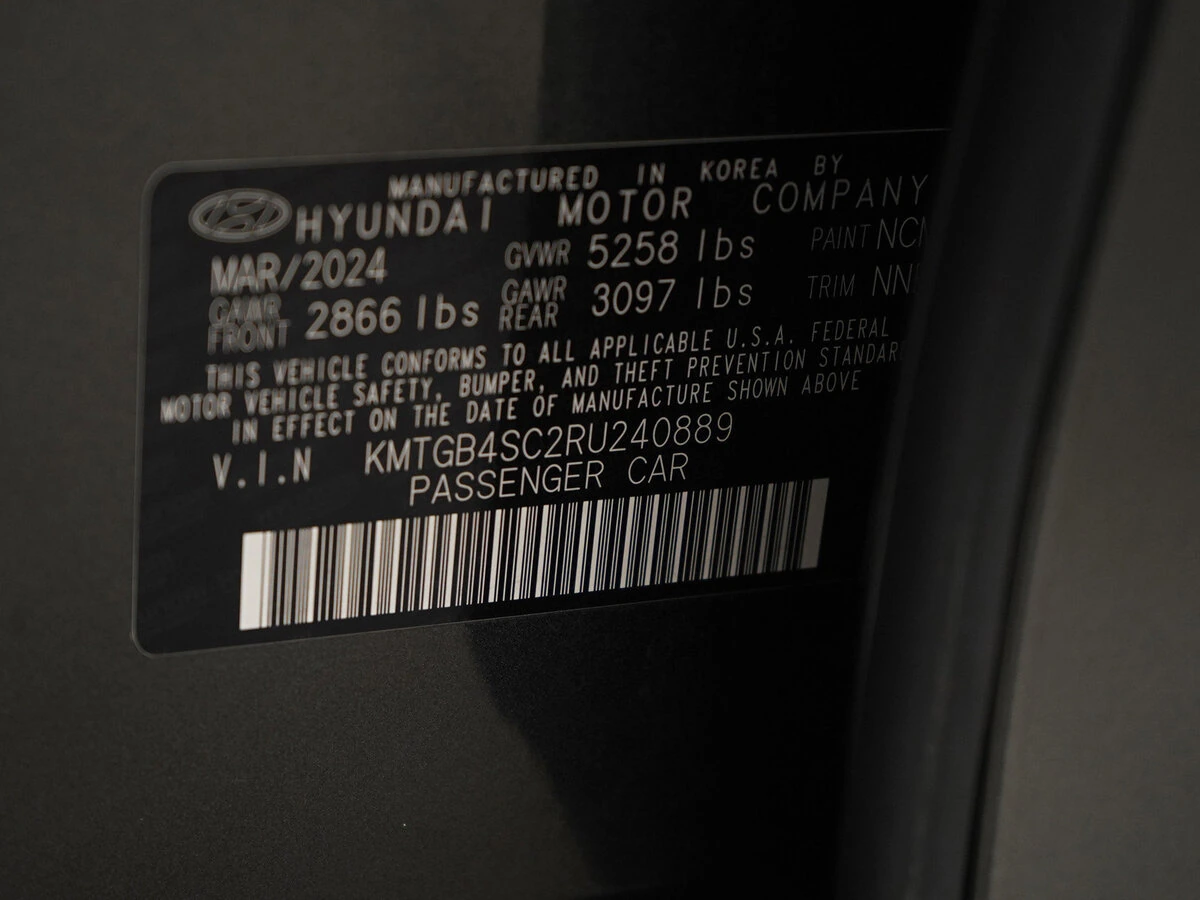 MANUFACTURED IN KOREA BY
HYUNDAI MOTOR COMPANY
MAR/2024 GVWR 5258 lbs PAINT
GAWR FRONT 2866 lbs GAWR REAR 3097 lbs TRIM
THIS VEHICLE CONFORMS TO ALL APPLICABLE U.S.A. FEDERAL
MOTOR VEHICLE SAFETY, BUMPER, AND THEFT PREVENTION
IN EFFECT ON THE DATE OF MANUFACTURE SHOWN ABOVE
V.I.N KMTGB4SC2RU240889
PASSENGER CAR